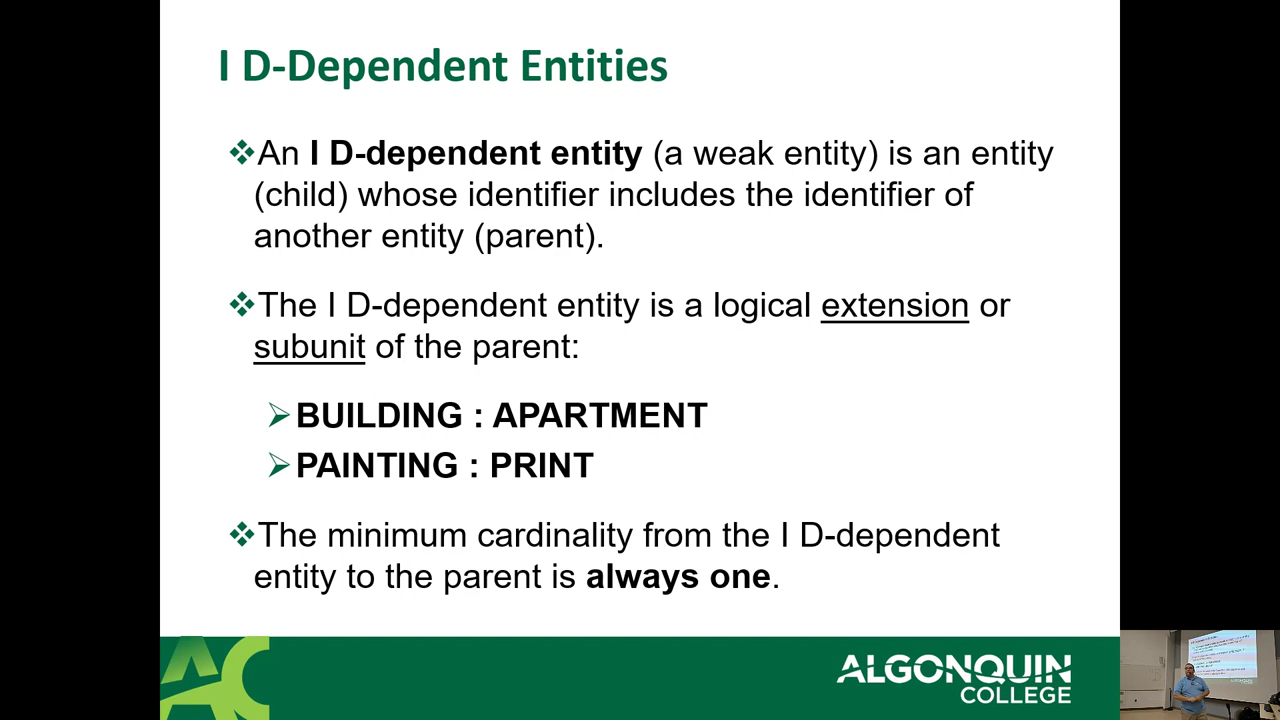 I D-Dependent Entities
❖An I D-dependent entity (a weak entity) is an entity
(child) whose identifier includes the identifier of
another entity (parent).
❖The I D-dependent entity is a logical extension or
subunit of the parent:
➢BUILDING : APARTMENT
➢PAINTING : PRINT
❖The minimum cardinality from the I D-dependent
entity to the parent is always one.
AC
ALGONQUIN
COLLEGE